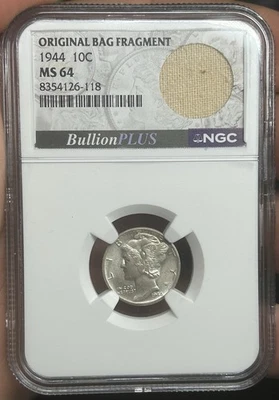 ORIGINAL BAG FRAGMENT
1944 10C
MS 64
8354126-118
BullionPLUS
NGC